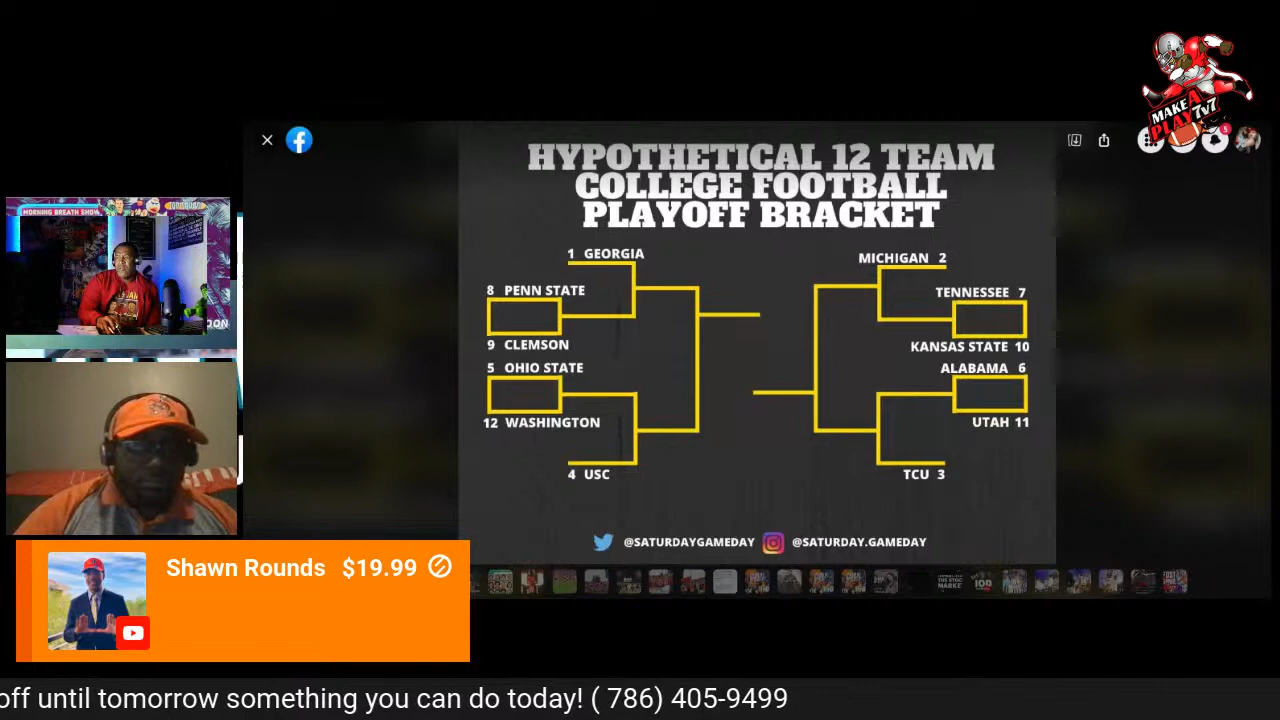 MAKE A
PLAY 7v7
5
MORNING BREATH SHOW
HYPOTHETICAL 12 TEAM
COLLEGE FOOTBALL
PLAYOFF BRACKET
1 GEORGIA
8 PENN STATE
9 CLEMSON
5 OHIO STATE
12 WASHINGTON
4 USC
MICHIGAN 2
TENNESSEE 7
KANSAS STATE 10
ALABAMA 6
UTAH 11
TCU 3
@SATURDAYGAMEDAY
@SATURDAY.GAMEDAY
Shawn Rounds $19.99
off until tomorrow something you can do today! ( 786) 405-9499